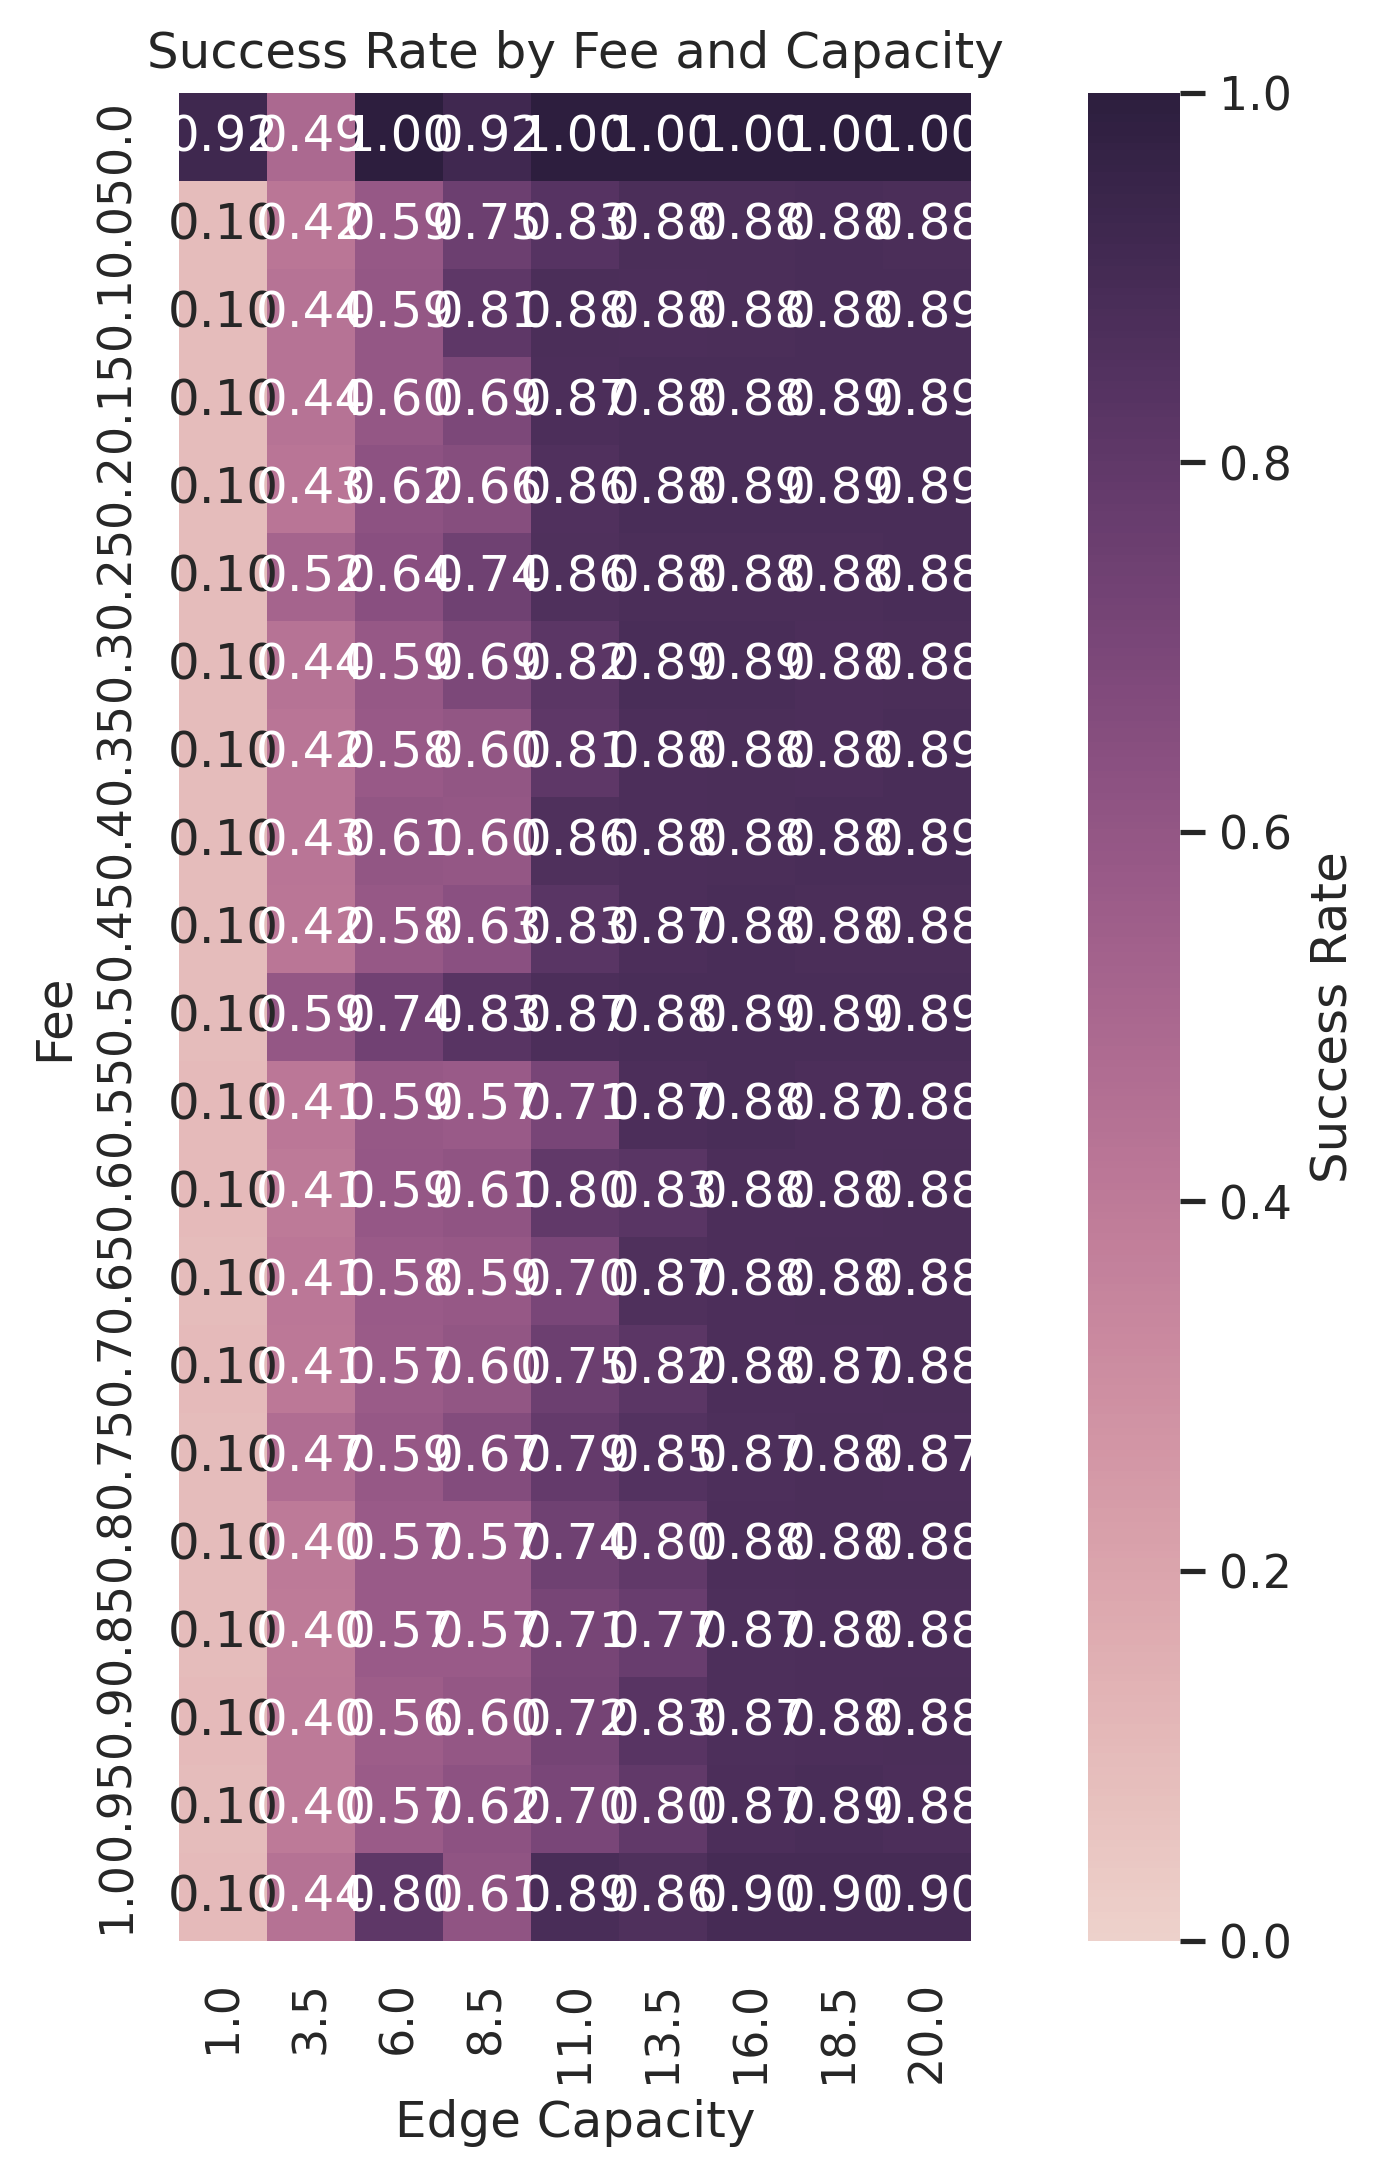 Success Rate by Fee and Capacity
0.0 0.92 0.49 1.00 0.92 1.00 1.00 1.00 1.00 1.00
0.05 0.10 0.42 0.59 0.75 0.83 0.88 0.88 0.88 0.88
0.1 0.10 0.44 0.59 0.81 0.88 0.88 0.88 0.88 0.89
0.15 0.10 0.44 0.60 0.69 0.87 0.88 0.88 0.89 0.89
0.2 0.10 0.43 0.62 0.66 0.86 0.88 0.89 0.89 0.89
0.25 0.10 0.52 0.64 0.74 0.86 0.88 0.88 0.88 0.88
0.3 0.10 0.44 0.59 0.69 0.82 0.89 0.89 0.88 0.88
0.35 0.10 0.42 0.58 0.60 0.81 0.88 0.88 0.88 0.89
0.4 0.10 0.43 0.61 0.60 0.86 0.88 0.88 0.88 0.89
0.45 0.10 0.42 0.58 0.63 0.83 0.87 0.88 0.88 0.88
0.5 0.10 0.59 0.74 0.83 0.87 0.88 0.89 0.89 0.89
0.55 0.10 0.41 0.59 0.57 0.71 0.87 0.88 0.87 0.88
0.6 0.10 0.41 0.59 0.61 0.80 0.83 0.88 0.88 0.88
0.65 0.10 0.41 0.58 0.59 0.70 0.87 0.88 0.88 0.88
0.7 0.10 0.41 0.57 0.60 0.75 0.82 0.88 0.87 0.88
0.75 0.10 0.47 0.59 0.67 0.79 0.85 0.87 0.88 0.87
0.8 0.10 0.40 0.57 0.57 0.74 0.80 0.88 0.88 0.88
0.85 0.10 0.40 0.57 0.57 0.71 0.77 0.87 0.88 0.88
0.9 0.10 0.40 0.56 0.60 0.72 0.83 0.87 0.88 0.88
0.95 0.10 0.40 0.57 0.62 0.70 0.80 0.87 0.89 0.88
1.0 0.10 0.44 0.80 0.61 0.89 0.86 0.90 0.90 0.90
1.0 3.5 6.0 8.5 11.0 13.5 16.0 18.5 20.0
Edge Capacity
Fee
1.0
0.8
0.6
0.4
0.2
0.0
Success Rate